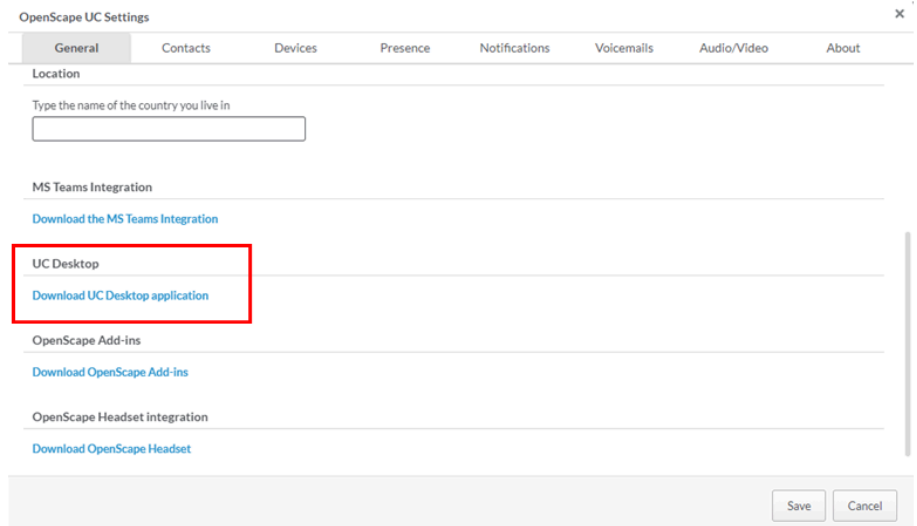 OpenScape UC Settings
General Contacts Devices Presence Notifications Voicemails Audio/Video About
Location
Type the name of the country you live in
MS Teams Integration
Download the MS Teams Integration
UC Desktop
Download UC Desktop application
OpenScape Add-ins
Download OpenScape Add-ins
OpenScape Headset integration
Download OpenScape Headset
Save Cancel